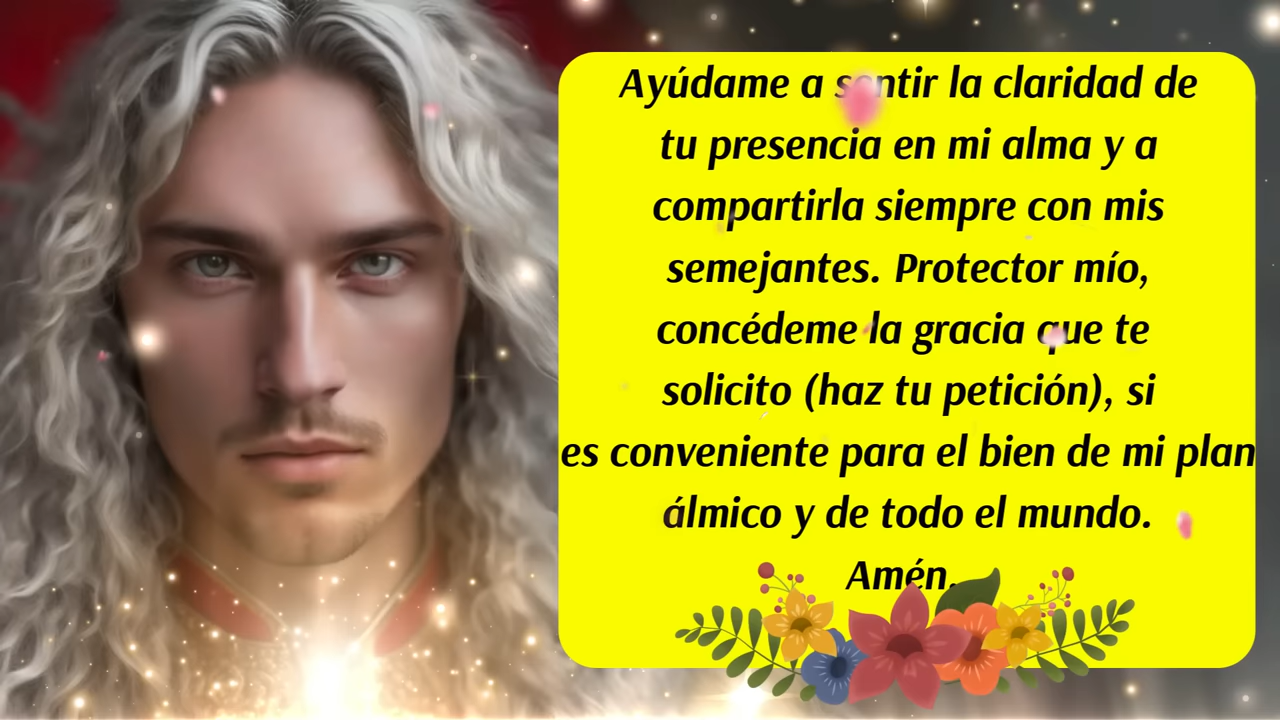 Ayúdame a sentir la claridad de
tu presencia en mi alma y a
compartirla siempre con mis
semejantes. Protector mío,
concédeme la gracia que te
solicito (haz tu petición), si
es conveniente para el bien de mi plan
álmico y de todo el mundo.
Amén.